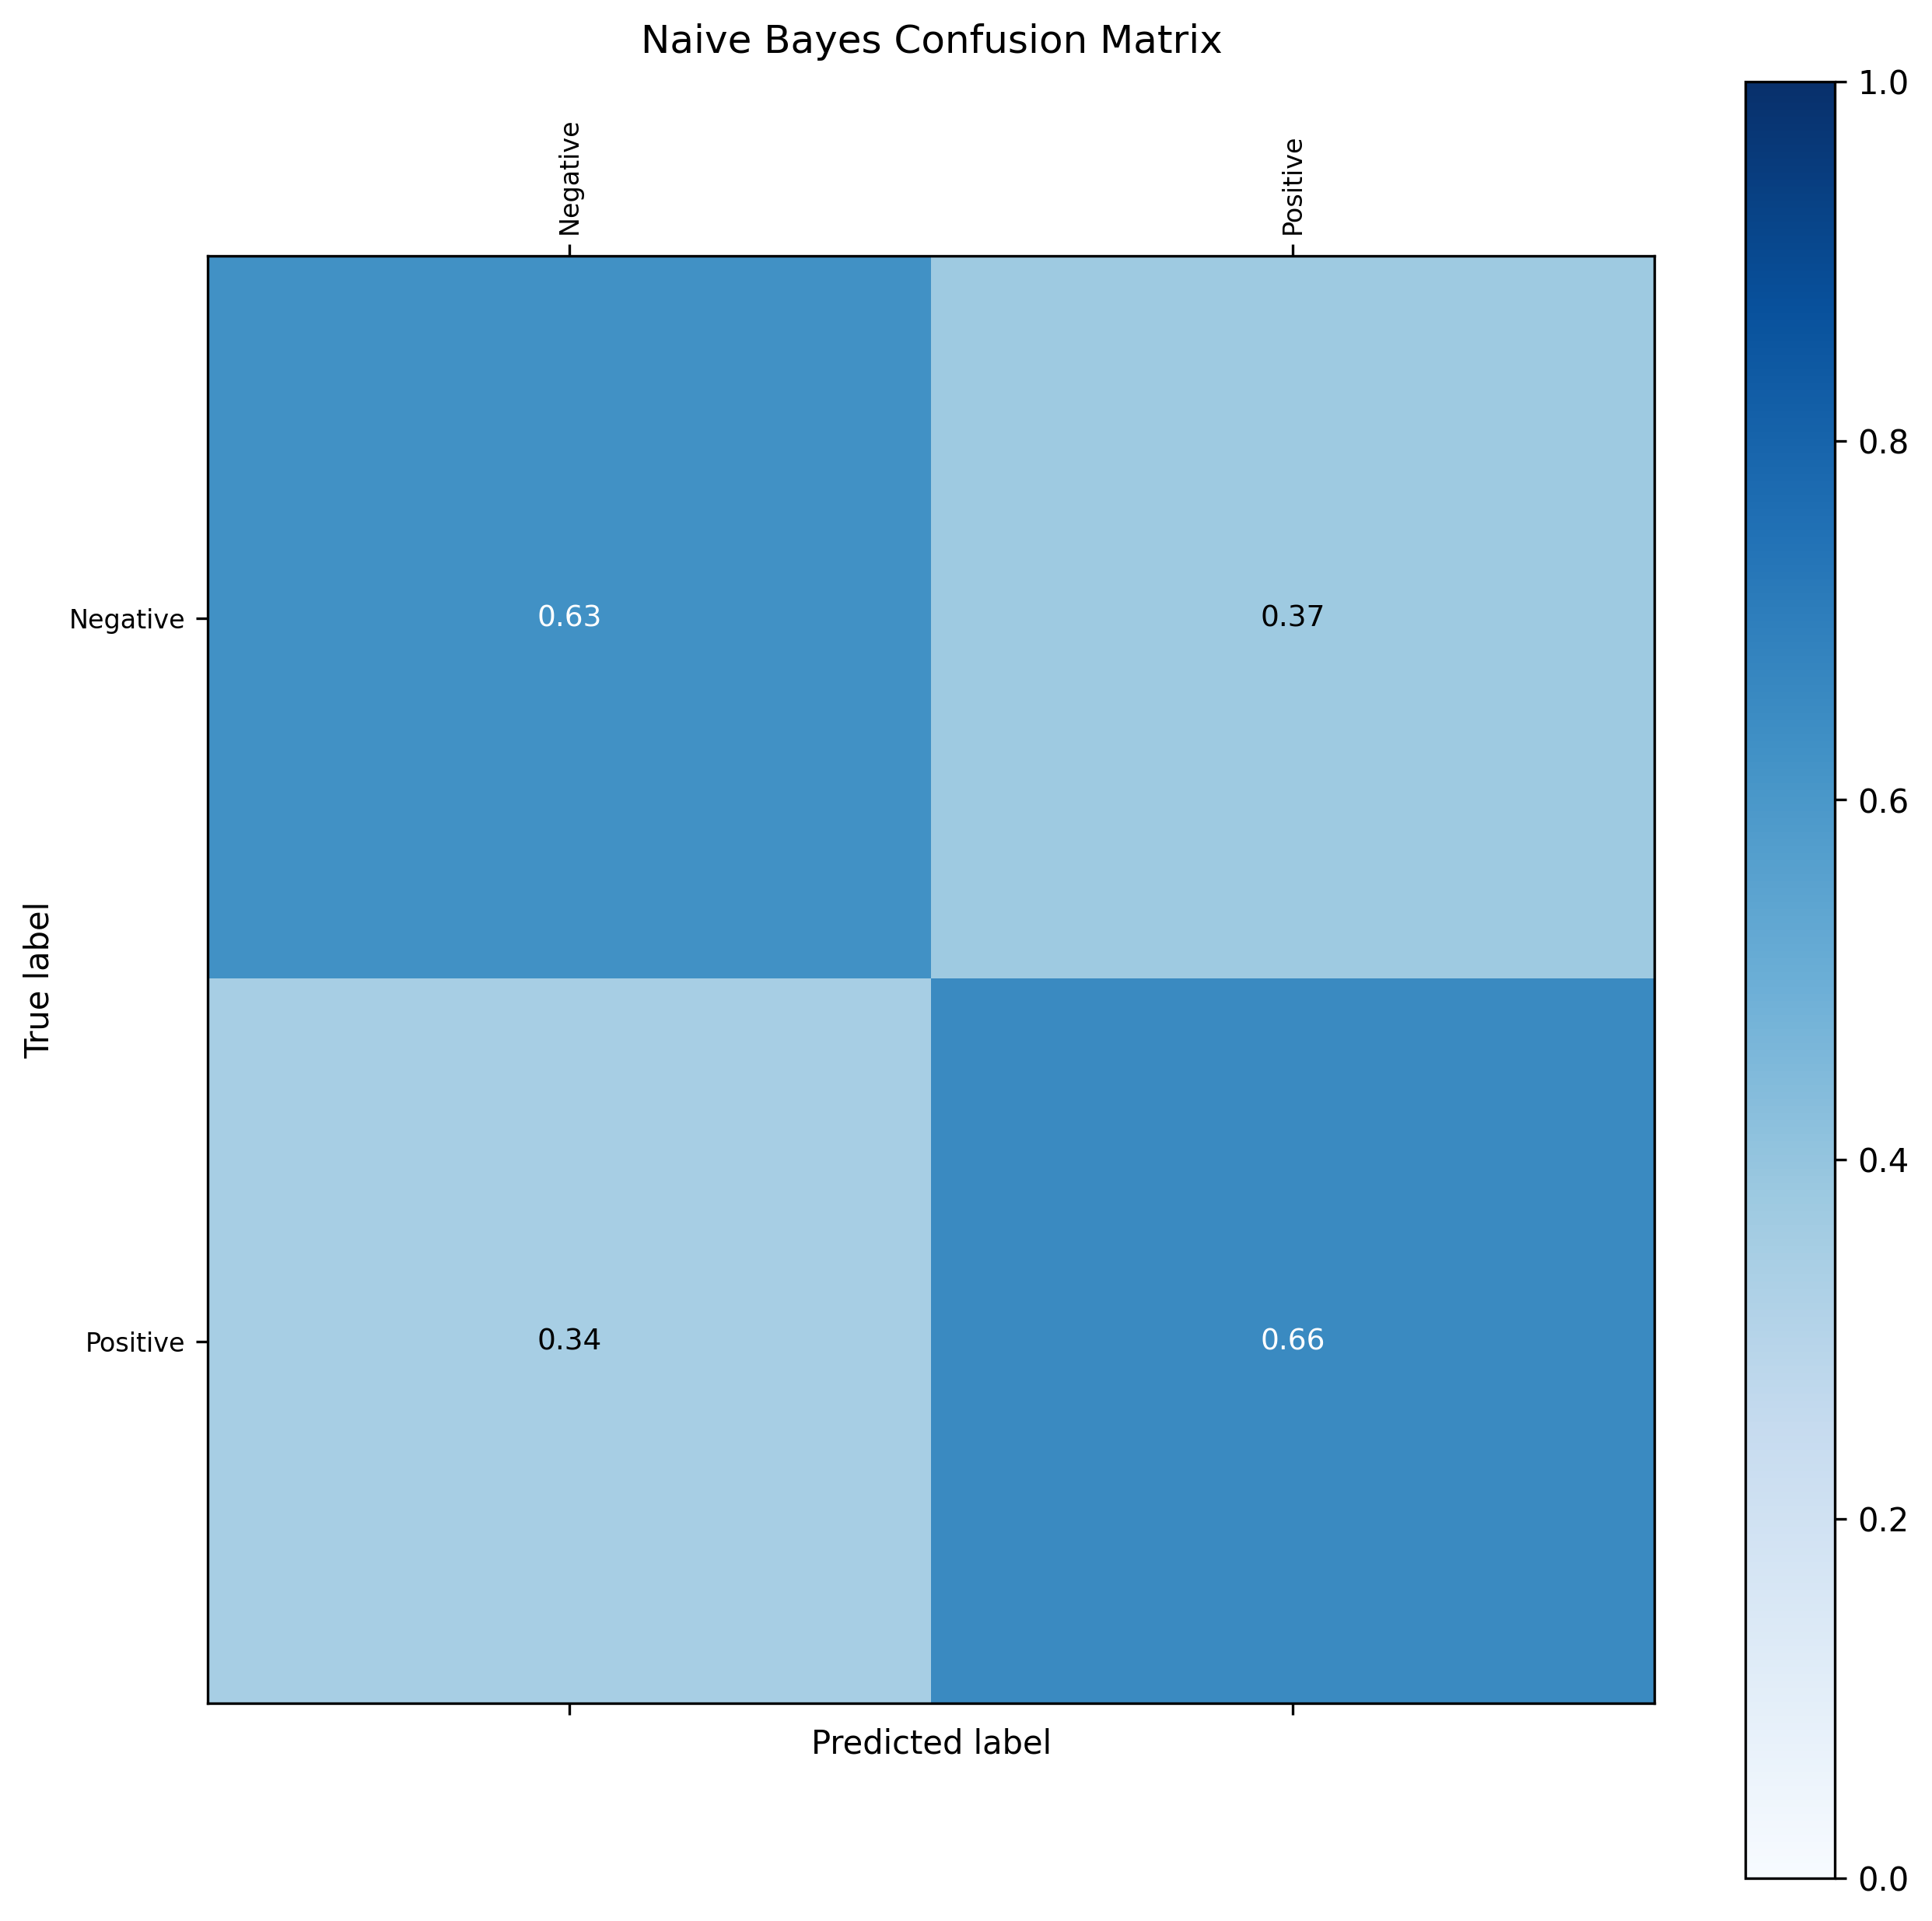 Naive Bayes Confusion Matrix
Negative
Positive
1.0
0.8
0.6
0.4
0.2
0.0
True label
Negative
0.63
0.37
Positive
0.34
0.66
Predicted label